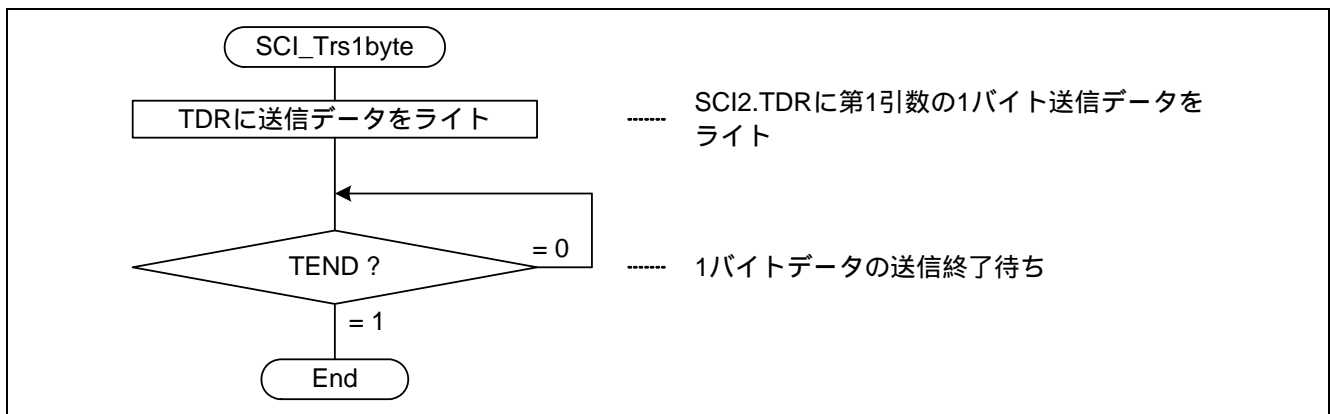 SCI_Trs1byte
TDRに送信データをライト
SCI2.TDRに第1引数の1バイト送信データを
ライト
= 0
TEND ?
1バイトデータの送信終了待ち
= 1
End